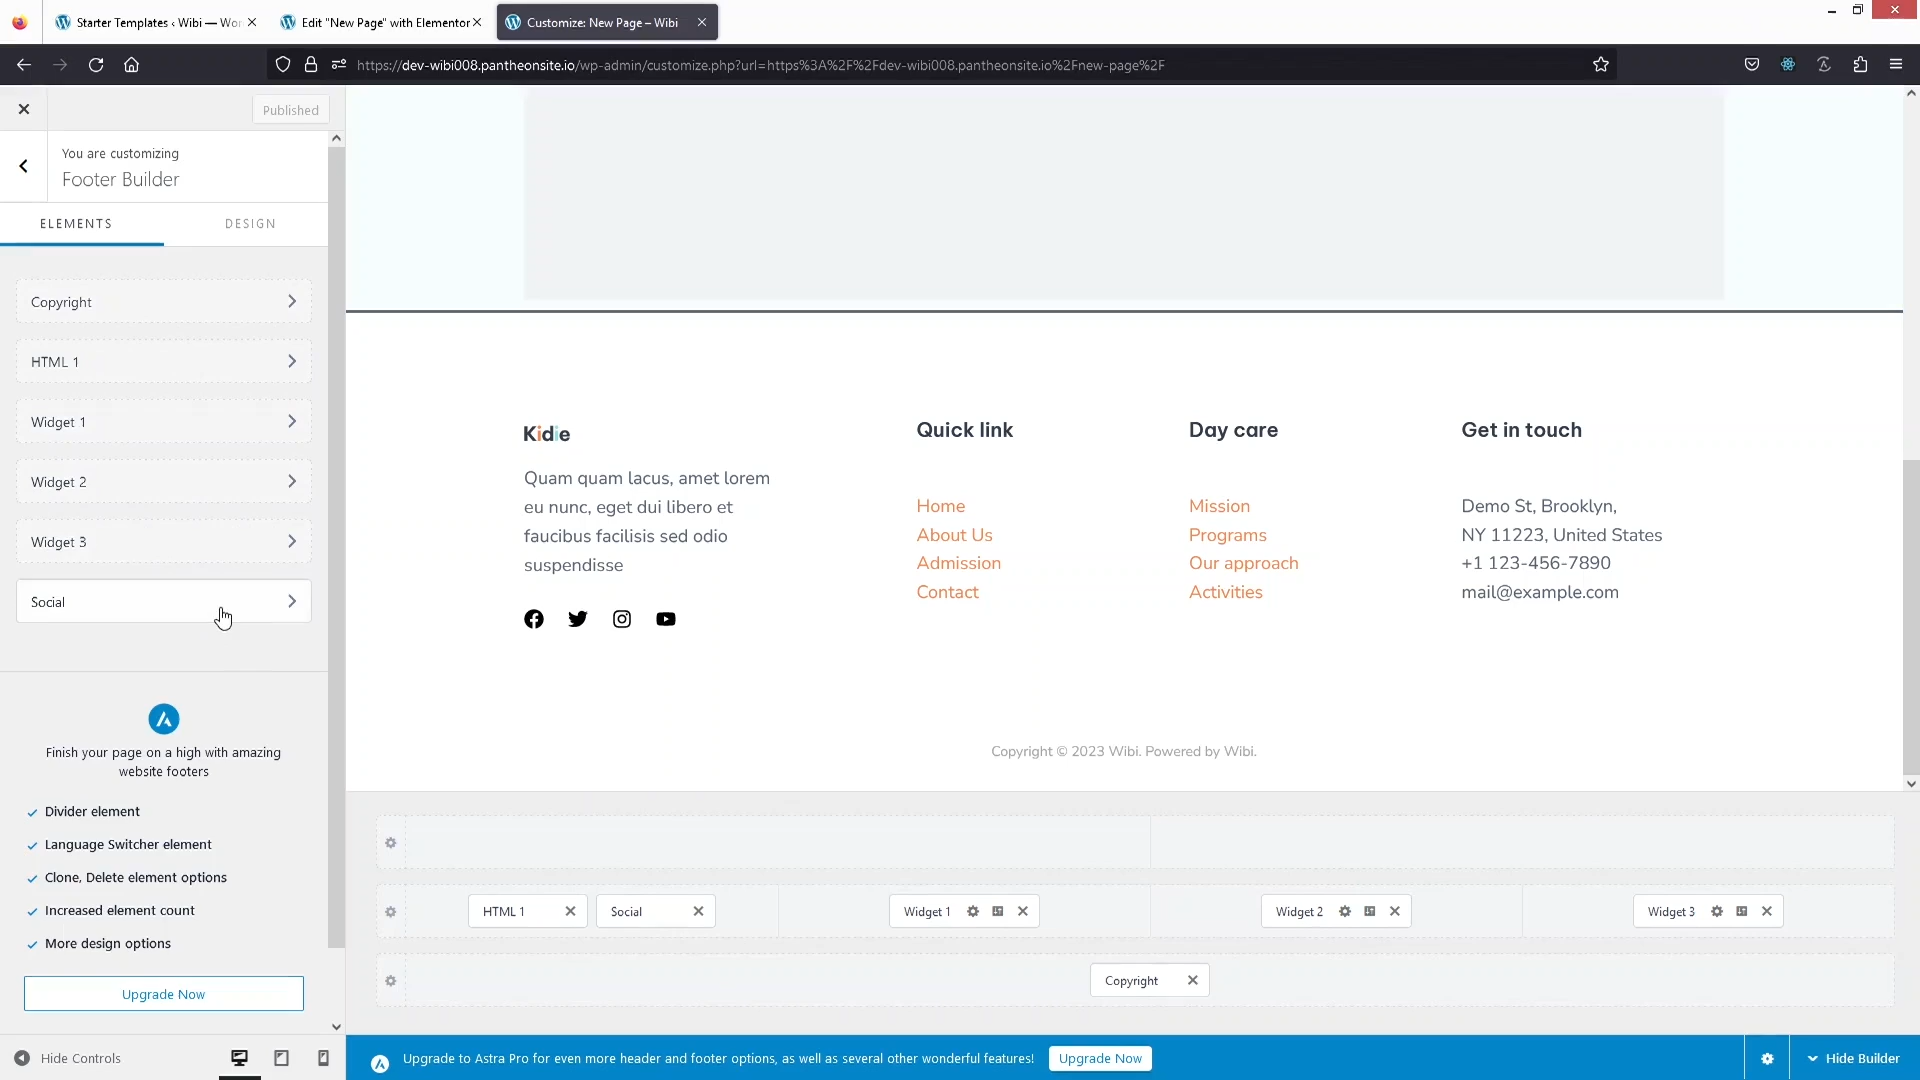 Starter Templates ‹ Wibi — Wor
Edit "New Page" with Elementor
Customize: New Page – Wibi
https://dev-wibi008.pantheonsite.io/wp-admin/customize.php?url=https%3A%2F%2Fdev-wibi008.pantheonsite.io%2Fnew-page%2F
Published
You are customizing
Footer Builder
ELEMENTS
DESIGN
Copyright
HTML 1
Widget 1
Widget 2
Widget 3
Social
Finish your page on a high with amazing
website footers
Divider element
Language Switcher element
Clone, Delete element options
Increased element count
More design options
Upgrade Now
Hide Controls
Kidie
Quam quam lacus, amet lorem
eu nunc, eget dui libero et
faucibus facilisis sed odio
suspendisse
Quick link
Home
About Us
Admission
Contact
Day care
Mission
Programs
Our approach
Activities
Get in touch
Demo St, Brooklyn,
NY 11223, United States
+1 123-456-7890
mail@example.com
Copyright © 2023 Wibi. Powered by Wibi.
HTML 1
Social
Widget 1
Widget 2
Widget 3
Copyright
Upgrade to Astra Pro for even more header and footer options, as well as several other wonderful features!
Upgrade Now
Hide Builder